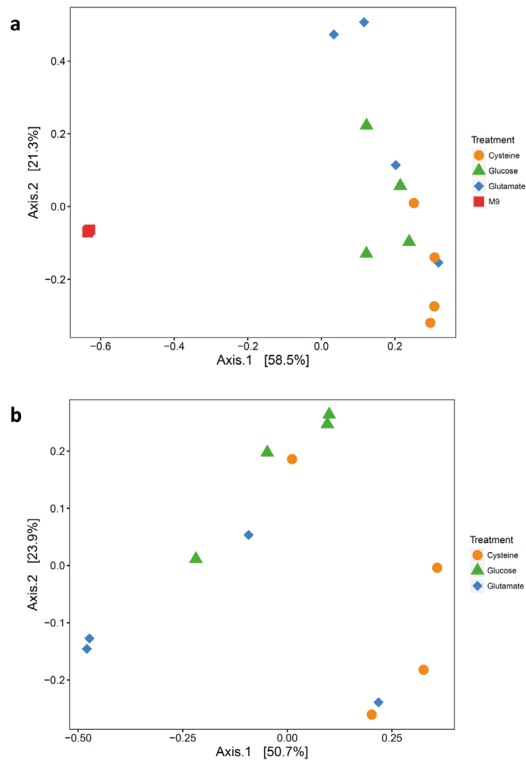 a
Axis.2 [21.3%]
0.4
0.2
0.0
−0.2
−0.6
−0.4
−0.2
0.0
0.2
Axis.1 [58.5%]
Treatment
Cysteine
Glucose
Glutamate
M9
b
Axis.2 [23.9%]
0.2
0.1
0.0
−0.1
−0.2
−0.50
−0.25
0.00
0.25
Axis.1 [50.7%]
Treatment
Cysteine
Glucose
Glutamate